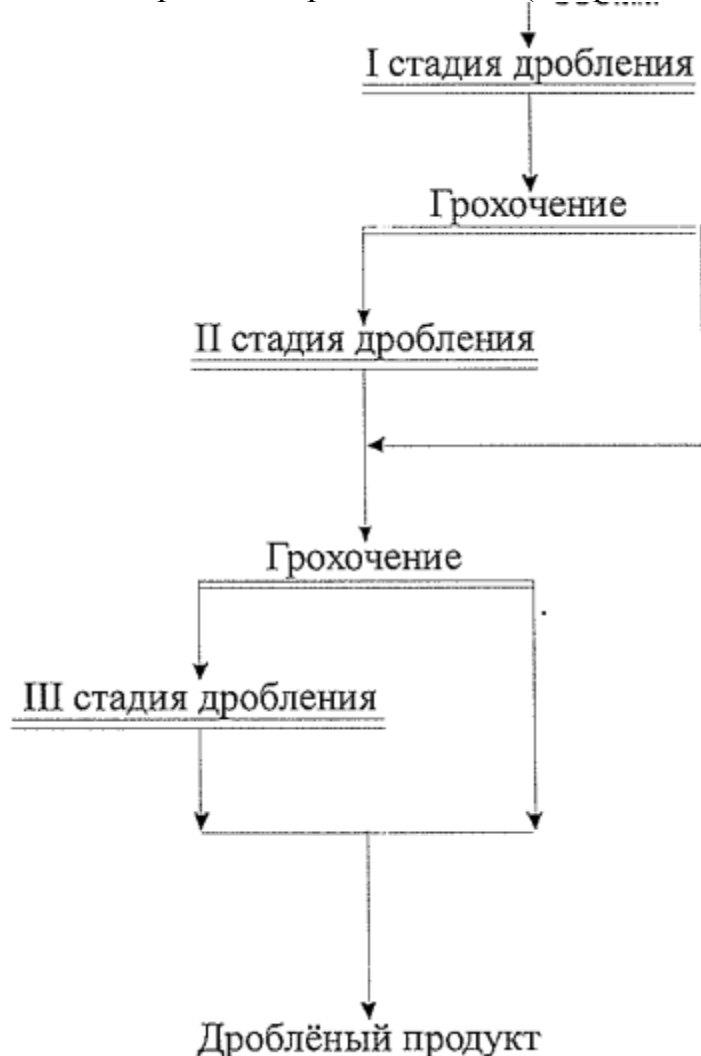 I стадия дробления
Грохочение
II стадия дробления
Грохочение
III стадия дробления
Дроблёный продукт